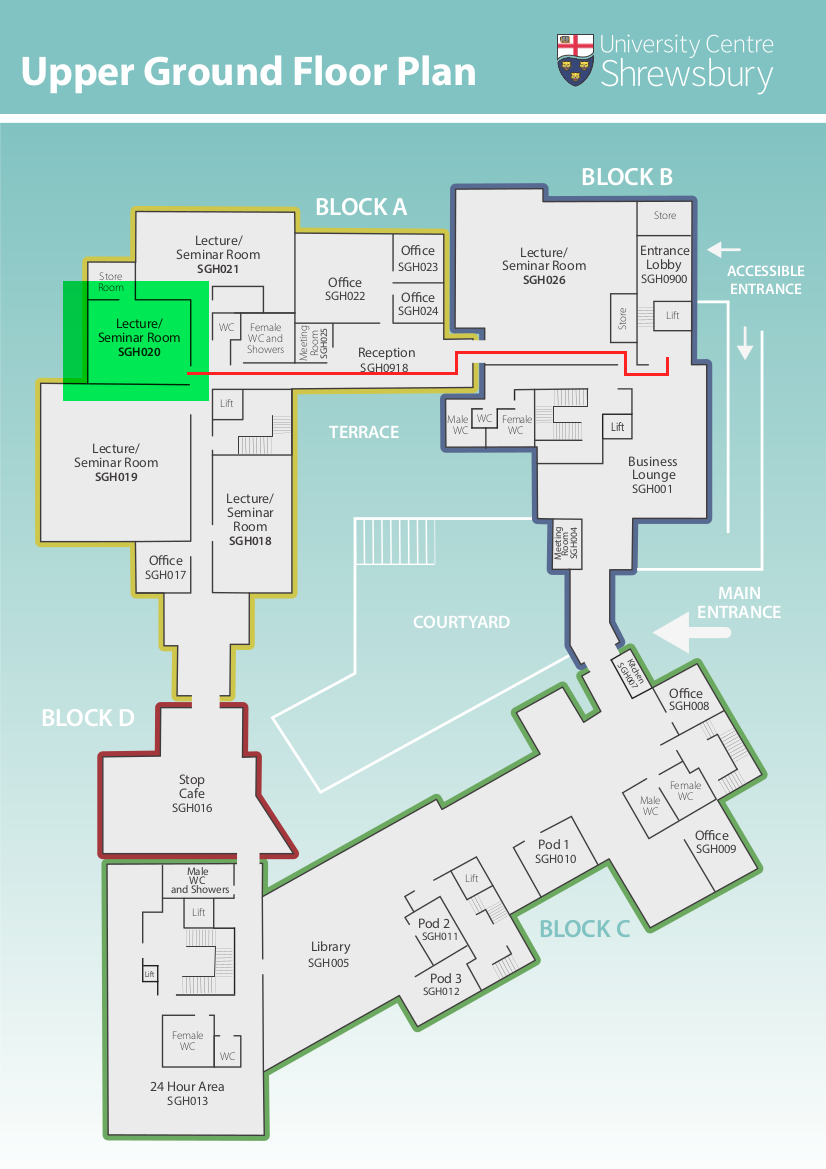 Upper Ground Floor Plan
University Centre
Shrewsbury
BLOCK B
BLOCK A
Store
Lecture/
Seminar Room
SGH021
Office
SGH023
Lecture/
Seminar Room
SGH026
Entrance
Lobby
SGH0900
ACCESSIBLE
ENTRANCE
Store
Room
Office
SGH022
Office
SGH024
Store
Lift
Lecture/
Seminar Room
SGH020
WC
Female
WC and
Showers
Meeting
Room
SGH025
Reception
SGH0918
Lift
TERRACE
Male
WC
WC
Female
WC
Lift
Lecture/
Seminar Room
SGH019
Business
Lounge
SGH001
Lecture/
Seminar
Room
SGH018
Meeting
Room
SGH004
Office
SGH017
MAIN
ENTRANCE
COURTYARD
Kitchen
SGH007
Office
SGH008
BLOCK D
Stop
Cafe
SGH016
Male
WC
Female
WC
Office
SGH009
Pod 1
SGH010
Male
WC
and Showers
Lift
Lift
Pod 2
SGH011
BLOCK C
Library
SGH005
Lift
Pod 3
SGH012
Female
WC
WC
24 Hour Area
SGH013